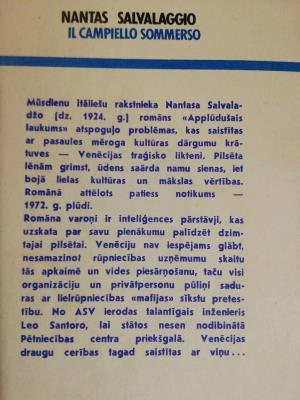 NANTAS SALVALAGGIO
IL CAMPIELLO SOMMERSO
Mūsdienu itāliešu rakstnieka Nantasa Salvala-
džo [dz. 1924. g.] romāns «Applūdušais
laukums» atspoguļo problēmas, kas saistītas
ar pasaules mēroga kultūras dārgumu krā-
tuves — Venēcijas traģisko likteni. Pilsēta
lēnām grimst, ūdens saārda namu sienas, iet
bojā lielas kultūras un mākslas vērtības.
Romānā attēlots patiess notikums —
1972. g. plūdi.
Romāna varoņi ir inteliģences pārstāvji, kas
uzskata par savu pienākumu palīdzēt dzim-
tajai pilsētai. Venēciju nav iespējams glābt,
nesamazinot rūpniecības uzņēmumu skaitu
tās apkaimē un vides piesārņošanu, taču visi
organizāciju un privātpersonu pūliņi sadu-
ras ar lielrūpniecības «mafijas» sīkstu pretes-
tību. No ASV ierodas talantīgais inženieris
Leo Santoro, lai stātos nesen nodibinātā
Pētniecības centra priekšgalā. Venēcijas
draugu cerības tagad saistītas ar viņu...